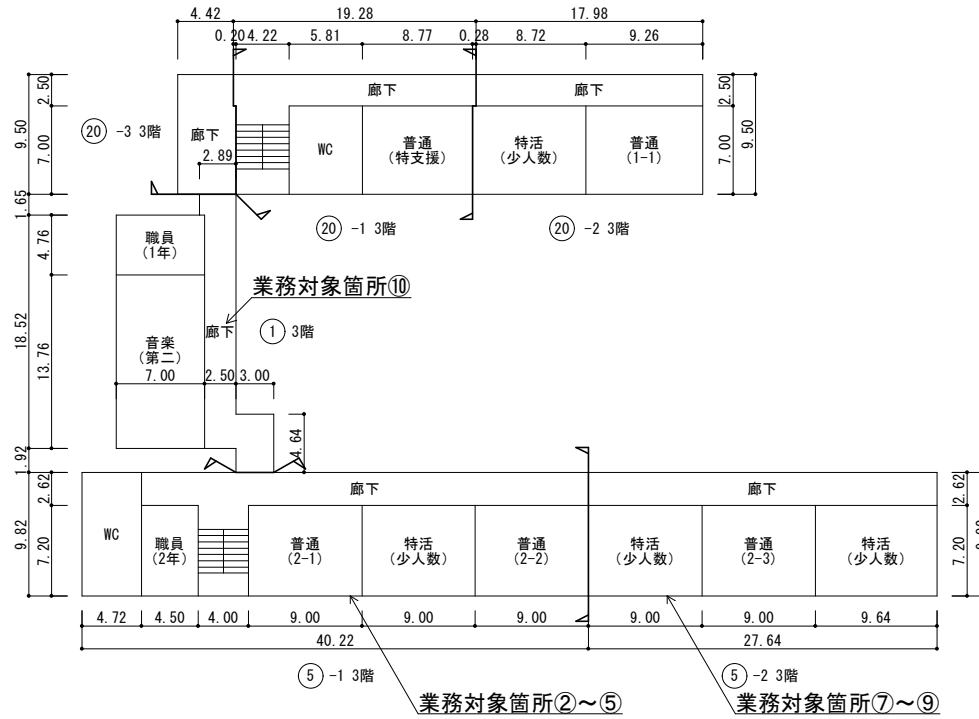 4.42 19.28 17.98
0.20 4.22 5.81 8.77 0.28 8.72 9.26
2.50 廊下 廊下 2.50
9.50 7.00 廊下 WC 普通 特活 普通 7.00 9.50
(特支援) (少人数) (1-1)
⑳ -3 3階
2.89
1.65
⑳ -1 3階 ⑳ -2 3階
4.76 職員
(1年)
業務対象箇所⑩
18.52 13.76 廊下 ① 3階
音楽
(第二)
7.00 2.50 3.00
4.64
1.92
2.62 廊下 廊下 2.62
9.82 7.20 WC 職員 普通 特活 普通 特活 普通 特活 7.20
(2年) (2-1) (少人数) (2-2) (少人数) (2-3) (少人数)
4.72 4.50 4.00 9.00 9.00 9.00 9.00 9.00 9.64
40.22 27.64
⑤ -1 3階 ⑤ -2 3階
業務対象箇所②～⑤ 業務対象箇所⑦～⑨